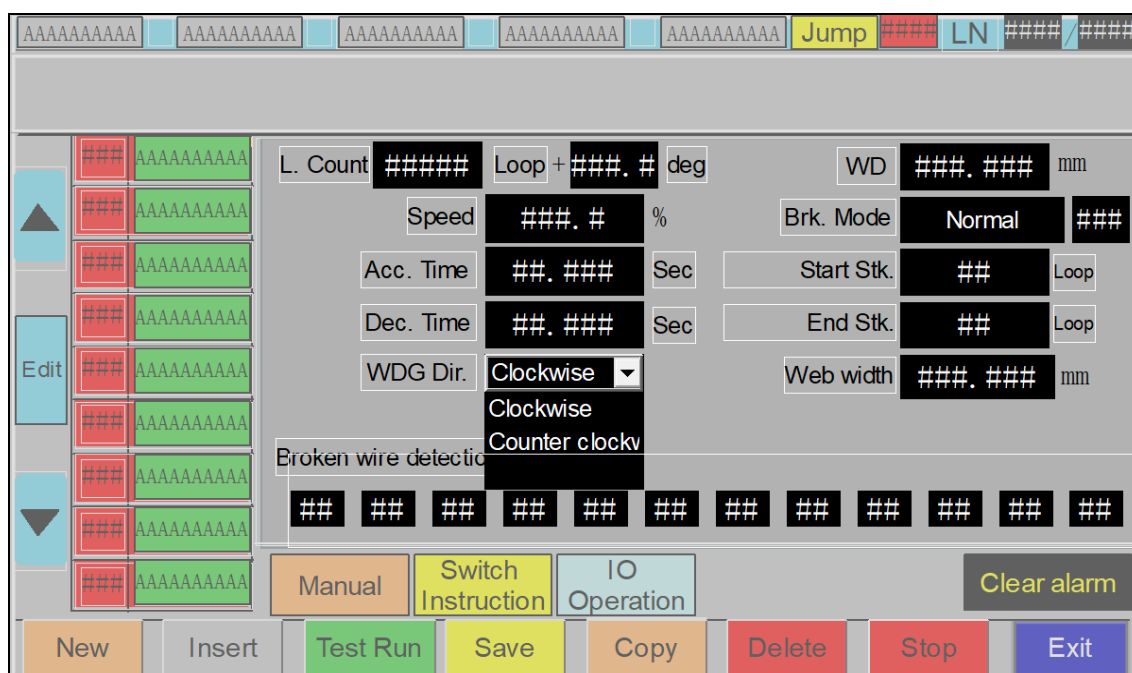 AAAAAAAAAA AAAAAAAAAA AAAAAAAAAA AAAAAAAAAA AAAAAAAAAA Jump #### LN #### / ####
### AAAAAAAAAA
L. Count ##### Loop + ###. # deg WD ###. ### mm
### AAAAAAAAAA
Speed ###. # % Brk. Mode Normal ###
### AAAAAAAAAA
Acc. Time ##. ### Sec Start Stk. ## Loop
### AAAAAAAAAA
Dec. Time ##. ### Sec End Stk. ## Loop
Edit ### AAAAAAAAAA
WDG Dir. Clockwise Web width ###. ### mm
Clockwise
### AAAAAAAAAA
Counter clockw
Broken wire detectio
### AAAAAAAAAA
## ## ## ## ## ## ## ## ## ## ## ##
### AAAAAAAAAA
### AAAAAAAAAA
Manual Switch Instruction IO Operation Clear alarm
New Insert Test Run Save Copy Delete Stop Exit